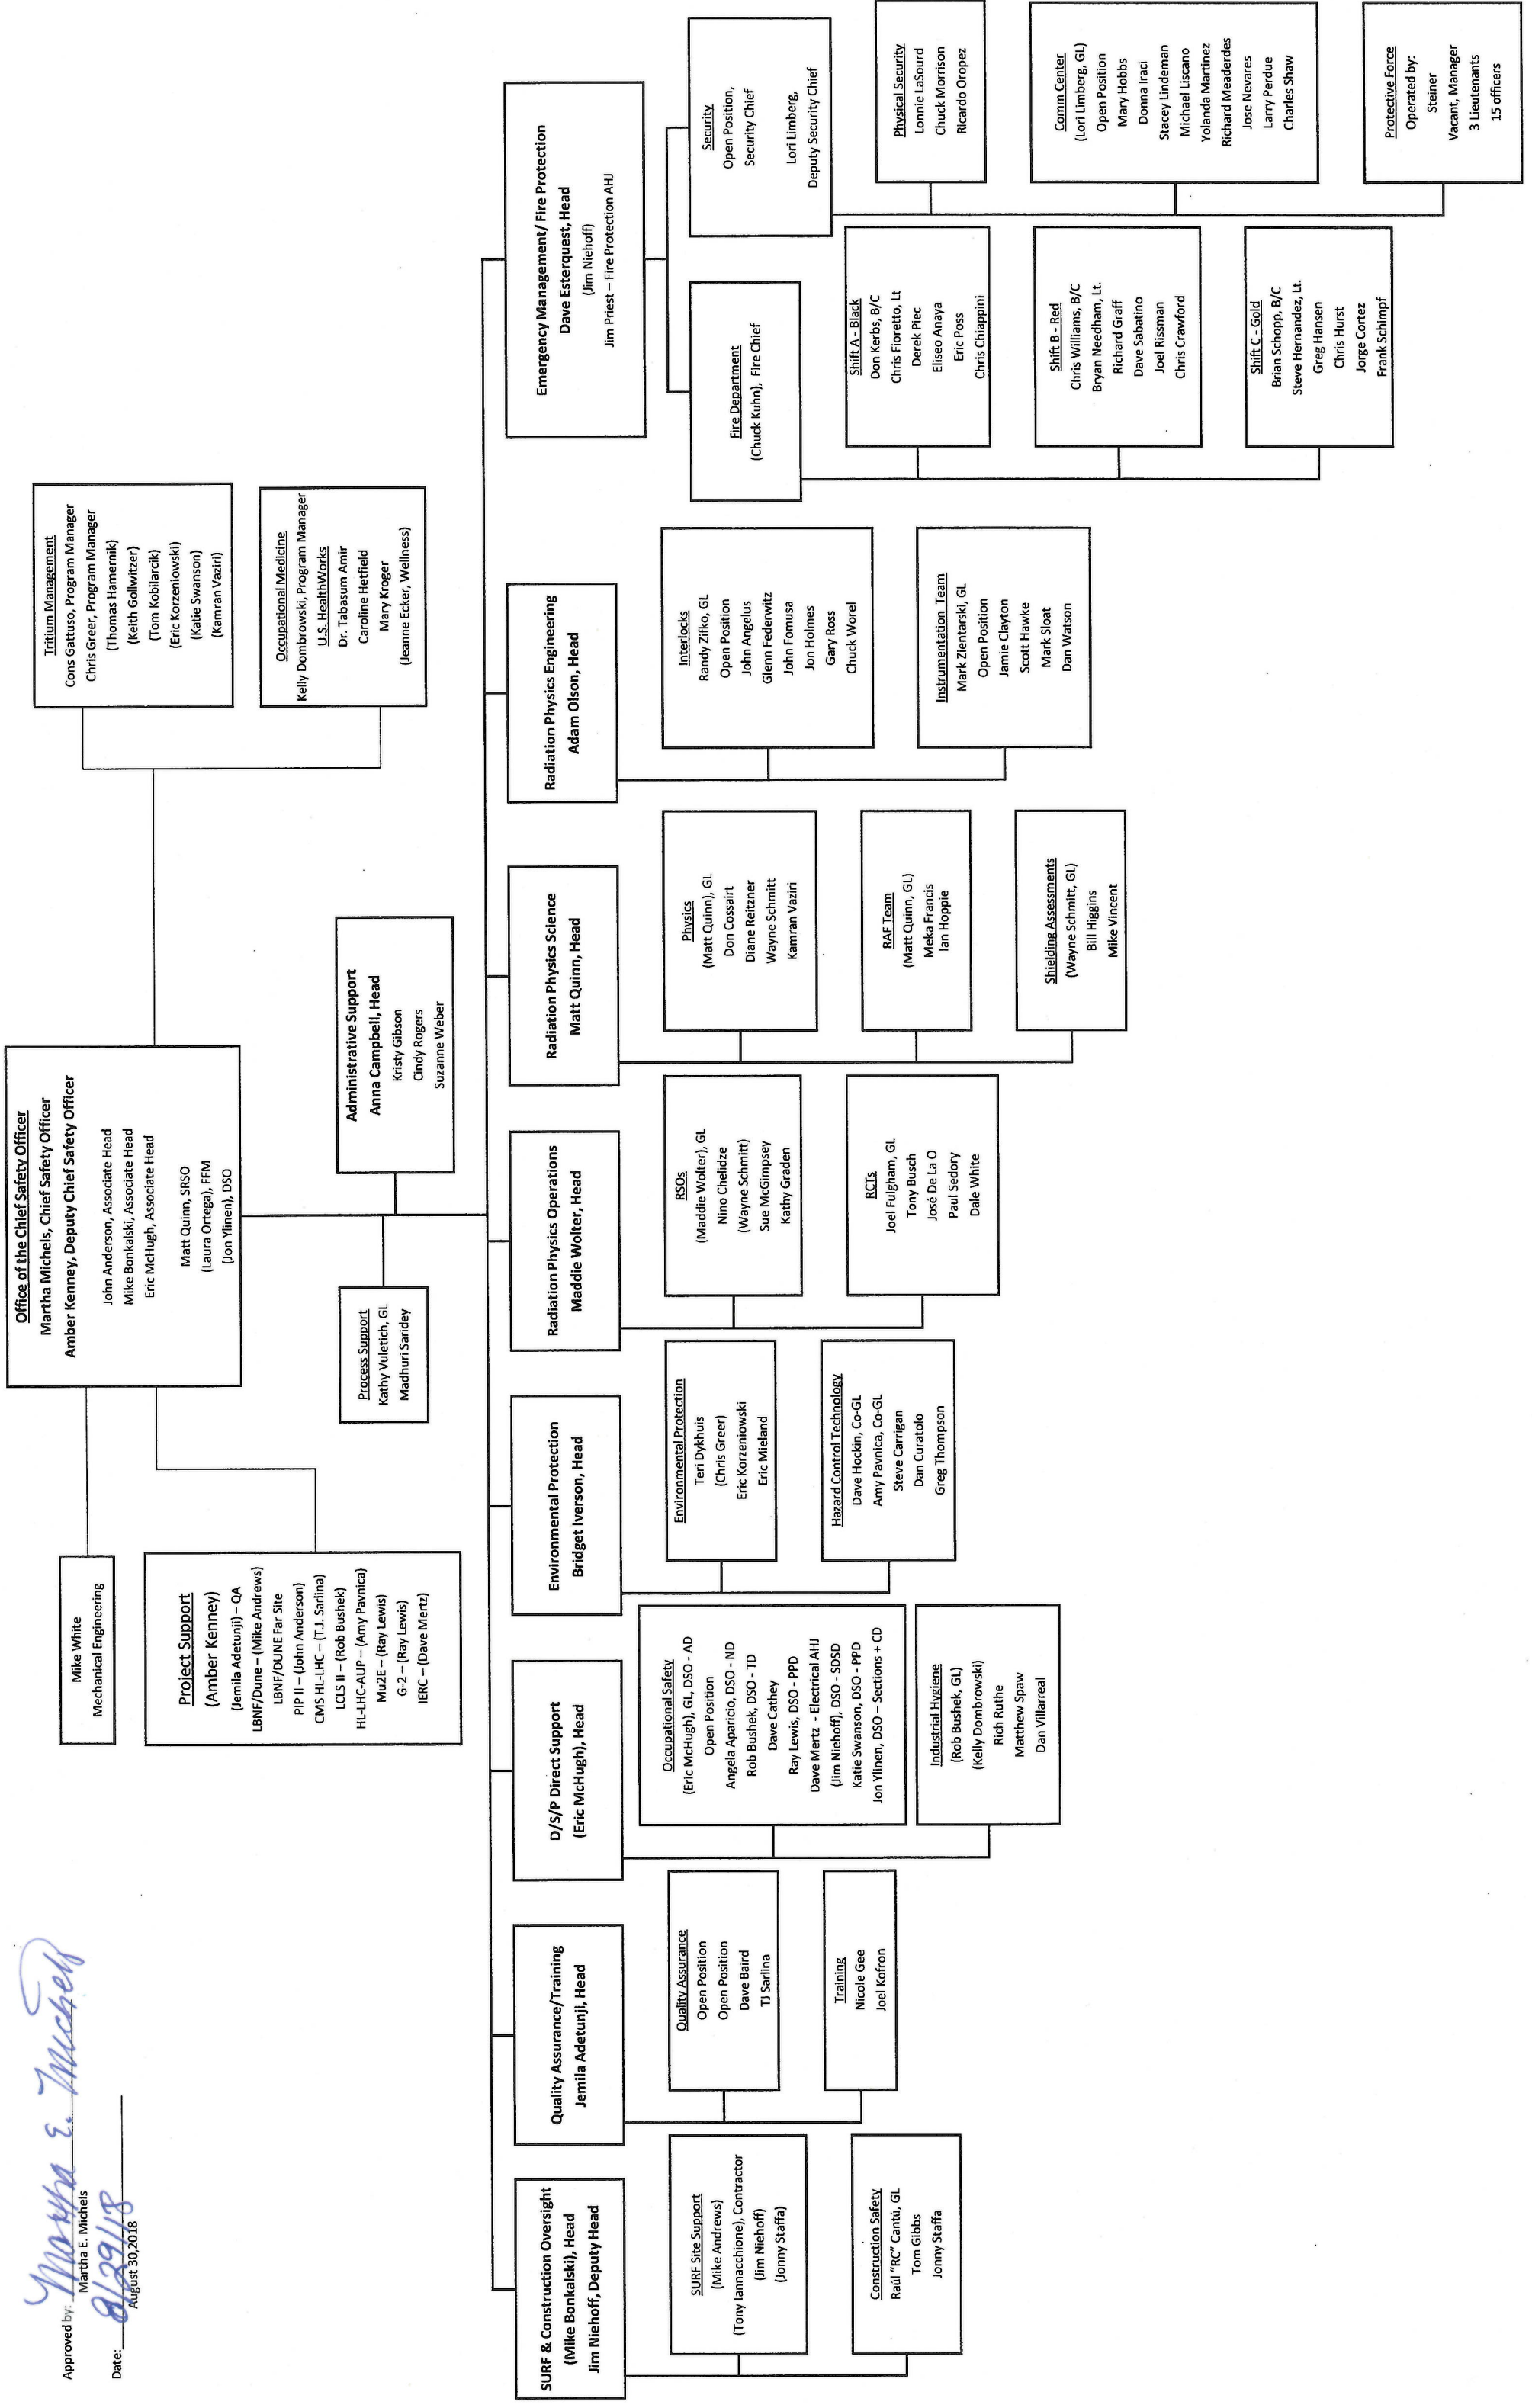 Approved by: Martha E. Michels
Martha E. Michels
Date: 8/29/18
August 30,2018
Office of the Chief Safety Officer
Martha Michels, Chief Safety Officer
Amber Kenney, Deputy Chief Safety Officer
John Anderson, Associate Head
Mike Bonkalski, Associate Head
Eric McHugh, Associate Head
Matt Quinn, SRSO
(Laura Ortega), FFM
(Jon Ylinen), DSO
Mike White
Mechanical Engineering
Project Support
(Amber Kenney)
(Jemila Adetunji) – QA
LBNF/Dune – (Mike Andrews)
LBNF/DUNE Far Site
PIP II – (John Anderson)
CMS HL-LHC – (T.J. Sarlina)
LCLS II – (Rob Bushek)
HL-LHC-AUP – (Amy Pavnica)
Mu2E – (Ray Lewis)
G-2 – (Ray Lewis)
IERC – (Dave Mertz)
Tritium Management
Cons Gattuso, Program Manager
Chris Greer, Program Manager
(Thomas Hamernik)
(Keith Gollwitzer)
(Tom Kobilarcik)
(Eric Korzeniowski)
(Katie Swanson)
(Kamran Vaziri)
Occupational Medicine
Kelly Dombrowski, Program Manager
U.S. HealthWorks
Dr. Tabasum Amir
Caroline Hetfield
Mary Kroger
(Jeanne Ecker, Wellness)
Process Support
Kathy Vuletich, GL
Madhuri Saridey
Administrative Support
Anna Campbell, Head
Kristy Gibson
Cindy Rogers
Suzanne Weber
SURF & Construction Oversight
(Mike Bonkalski), Head
Jim Niehoff, Deputy Head
SURF Site Support
(Mike Andrews)
(Tony Iannacchione), Contractor
(Jim Niehoff)
(Jonny Staffa)
Construction Safety
Raúl "RC" Cantú, GL
Tom Gibbs
Jonny Staffa
Quality Assurance/Training
Jemila Adetunji, Head
Quality Assurance
Open Position
Open Position
Dave Baird
TJ Sarlina
Training
Nicole Gee
Joel Kofron
D/S/P Direct Support
(Eric McHugh), Head
Occupational Safety
(Eric McHugh), GL, DSO - AD
Open Position
Angela Aparicio, DSO - ND
Rob Bushek, DSO - TD
Dave Cathey
Ray Lewis, DSO - PPD
Dave Mertz - Electrical AHJ
(Jim Niehoff), DSO - SDSD
Katie Swanson, DSO - PPD
Jon Ylinen, DSO – Sections + CD
Industrial Hygiene
(Rob Bushek, GL)
(Kelly Dombrowski)
Rich Ruthe
Matthew Spaw
Dan Villarreal
Environmental Protection
Bridget Iverson, Head
Environmental Protection
Teri Dykhuis
(Chris Greer)
Eric Korzeniowski
Eric Mieland
Hazard Control Technology
Dave Hockin, Co-GL
Amy Pavnica, Co-GL
Steve Carrigan
Dan Curatolo
Greg Thompson
Radiation Physics Operations
Maddie Wolter, Head
RSOs
(Maddie Wolter), GL
Nino Chelidze
(Wayne Schmitt)
Sue McGimpsey
Kathy Graden
RCTs
Joel Fulgham, GL
Tony Busch
José De La O
Paul Sedory
Dale White
Radiation Physics Science
Matt Quinn, Head
Physics
(Matt Quinn), GL
Don Cossairt
Diane Reitzner
Wayne Schmitt
Kamran Vaziri
RAF Team
(Matt Quinn, GL)
Meka Francis
Ian Hoppie
Shielding Assessments
(Wayne Schmitt, GL)
Bill Higgins
Mike Vincent
Radiation Physics Engineering
Adam Olson, Head
Interlocks
Randy Zifko, GL
Open Position
John Angelus
Glenn Federwitz
John Fomusa
Jon Holmes
Gary Ross
Chuck Worel
Instrumentation Team
Mark Zientarski, GL
Open Position
Jamie Clayton
Scott Hawke
Mark Sloat
Dan Watson
Emergency Management/ Fire Protection
Dave Esterquest, Head
(Jim Niehoff)
Jim Priest – Fire Protection AHJ
Fire Department
(Chuck Kuhn), Fire Chief
Shift A - Black
Don Kerbs, B/C
Chris Fioretto, Lt
Derek Piec
Eliseo Anaya
Eric Poss
Chris Chiappini
Shift B - Red
Chris Williams, B/C
Bryan Needham, Lt.
Richard Graff
Dave Sabatino
Joel Rissman
Chris Crawford
Shift C - Gold
Brian Schopp, B/C
Steve Hernandez, Lt.
Greg Hansen
Chris Hurst
Jorge Cortez
Frank Schimpf
Security
Open Position,
Security Chief
Lori Limberg,
Deputy Security Chief
Physical Security
Lonnie LaSourd
Chuck Morrison
Ricardo Oropez
Comm Center
(Lori Limberg, GL)
Open Position
Mary Hobbs
Donna Iraci
Stacey Lindeman
Michael Liscano
Yolanda Martinez
Richard Meaderdes
Jose Nevares
Larry Perdue
Charles Shaw
Protective Force
Operated by:
Steiner
Vacant, Manager
3 Lieutenants
15 officers